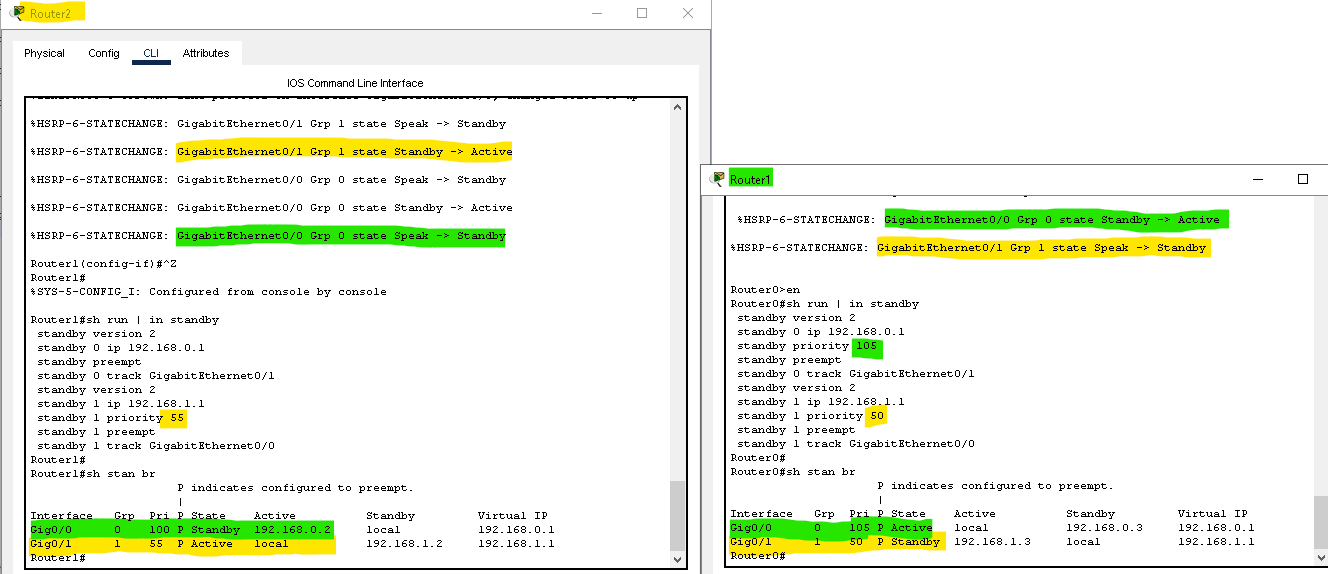 Router2
Physical Config CLI Attributes
IOS Command Line Interface
%HSRP-6-STATECHANGE: GigabitEthernet0/1 Grp 1 state Speak -> Standby
%HSRP-6-STATECHANGE: GigabitEthernet0/1 Grp 1 state Standby -> Active
%HSRP-6-STATECHANGE: GigabitEthernet0/0 Grp 0 state Speak -> Standby
%HSRP-6-STATECHANGE: GigabitEthernet0/0 Grp 0 state Standby -> Active
%HSRP-6-STATECHANGE: GigabitEthernet0/0 Grp 0 state Speak -> Standby
Router1(config-if)#^Z
Router1#
%SYS-5-CONFIG_I: Configured from console by console
Router1#sh run | in standby
standby version 2
standby 0 ip 192.168.0.1
standby preempt
standby 0 track GigabitEthernet0/1
standby version 2
standby 1 ip 192.168.1.1
standby 1 priority 55
standby 1 preempt
standby 1 track GigabitEthernet0/0
Router1#
Router1#sh stan br
P indicates configured to preempt.
|
Interface Grp Pri P State Active Standby Virtual IP
Gig0/0 0 100 P Standby 192.168.0.2 local 192.168.0.1
Gig0/1 1 55 P Active local 192.168.1.2 192.168.1.1
Router1#
Router1
%HSRP-6-STATECHANGE: GigabitEthernet0/0 Grp 0 state Standby -> Active
%HSRP-6-STATECHANGE: GigabitEthernet0/1 Grp 1 state Speak -> Standby
Router0>en
Router0#sh run | in standby
standby version 2
standby 0 ip 192.168.0.1
standby priority 105
standby preempt
standby 0 track GigabitEthernet0/1
standby version 2
standby 1 ip 192.168.1.1
standby 1 priority 50
standby 1 preempt
standby 1 track GigabitEthernet0/0
Router0#
Router0#sh stan br
P indicates configured to preempt.
|
Interface Grp Pri P State Active Standby Virtual IP
Gig0/0 0 105 P Active local 192.168.0.3 192.168.0.1
Gig0/1 1 50 P Standby 192.168.1.3 local 192.168.1.1
Router0#